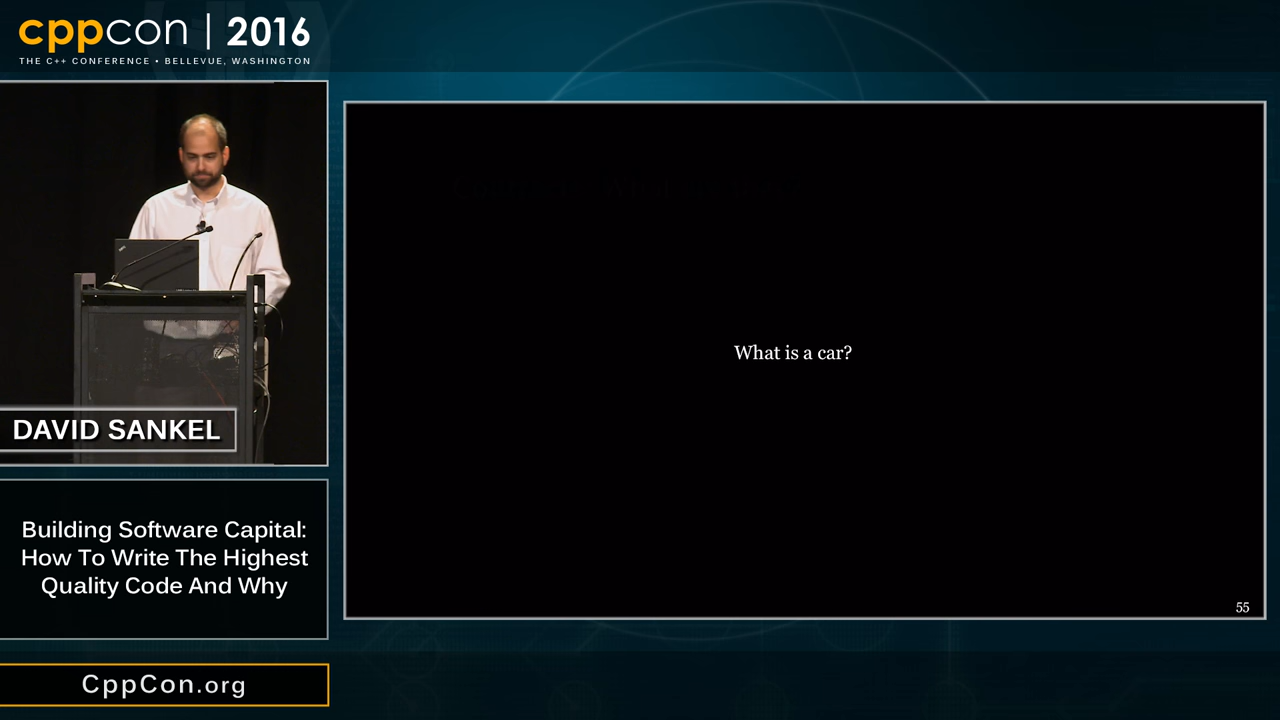 cppcon | 2016
THE C++ CONFERENCE • BELLEVUE, WASHINGTON
DAVID SANKEL
Building Software Capital:
How To Write The Highest
Quality Code And Why
CppCon.org
What is a car?
55